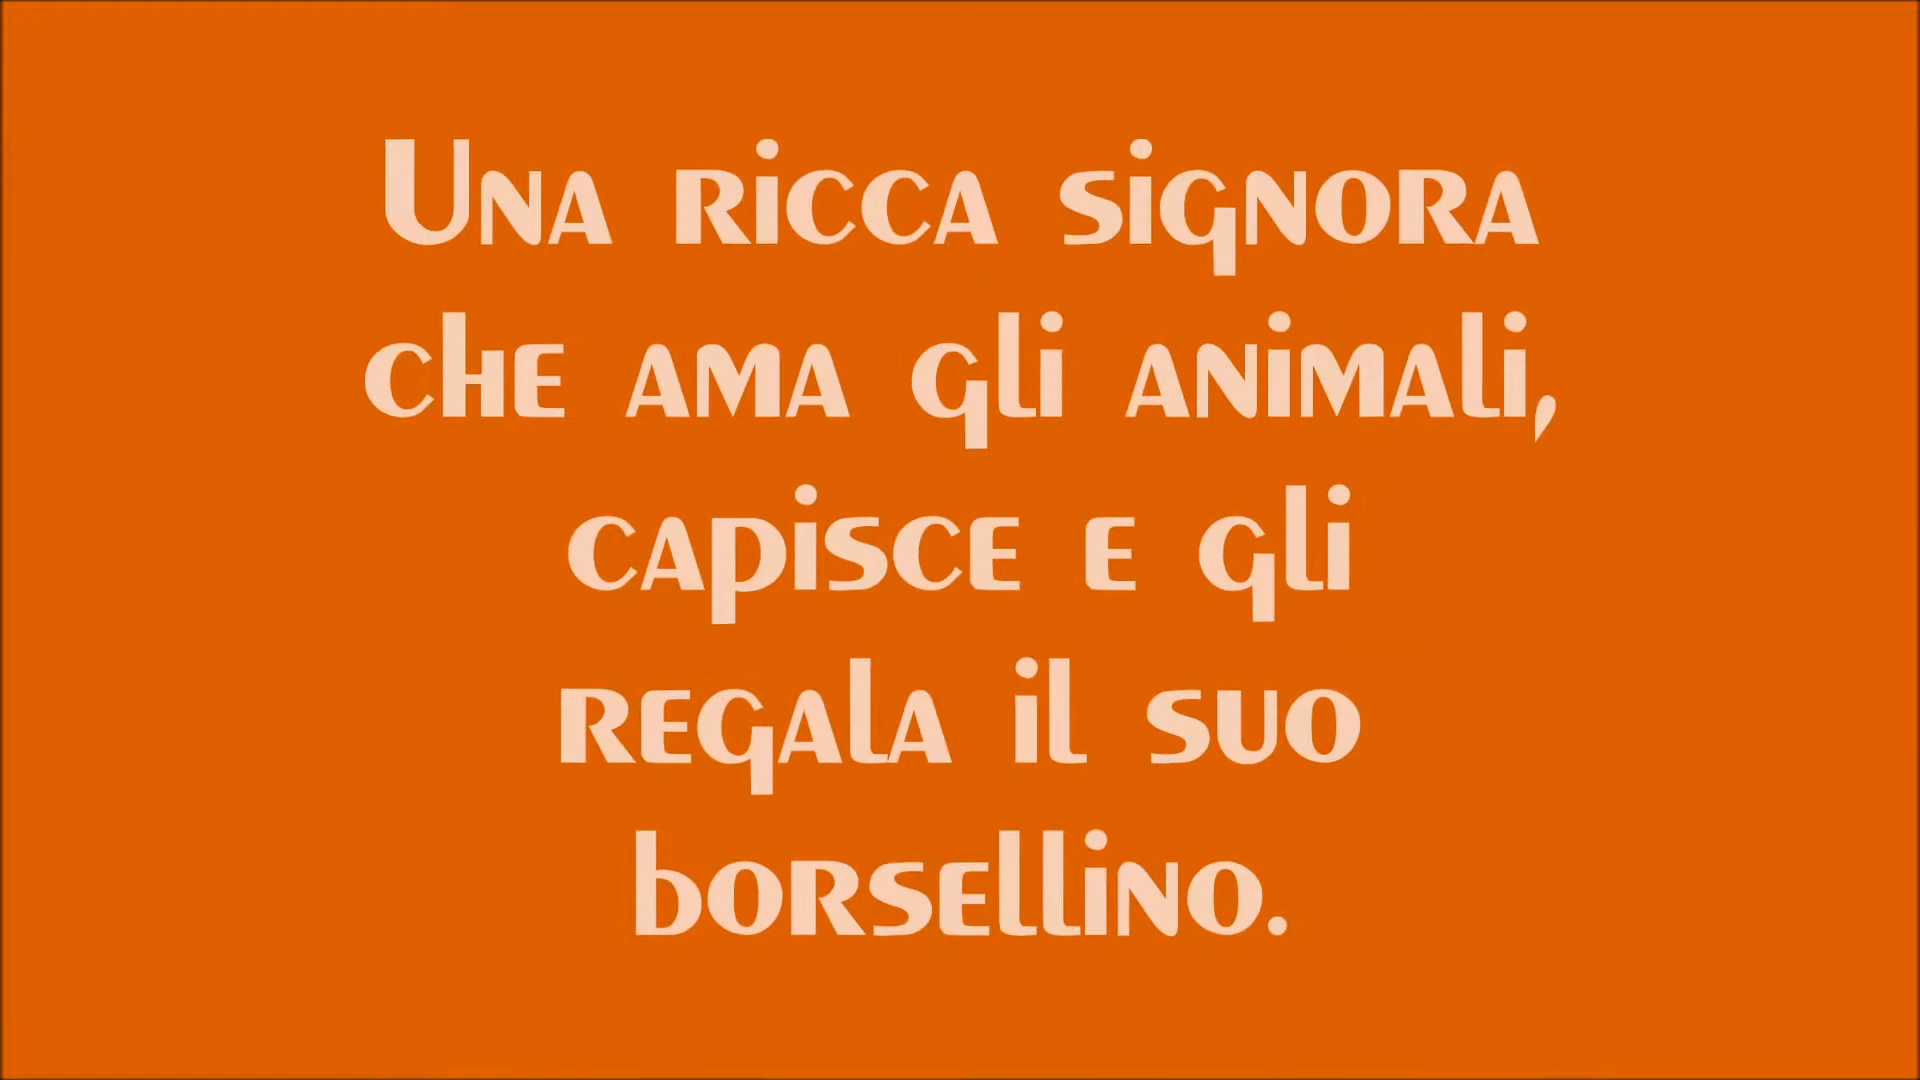 Una ricca signora
che ama gli animali,
capisce e gli
regala il suo
borsellino.